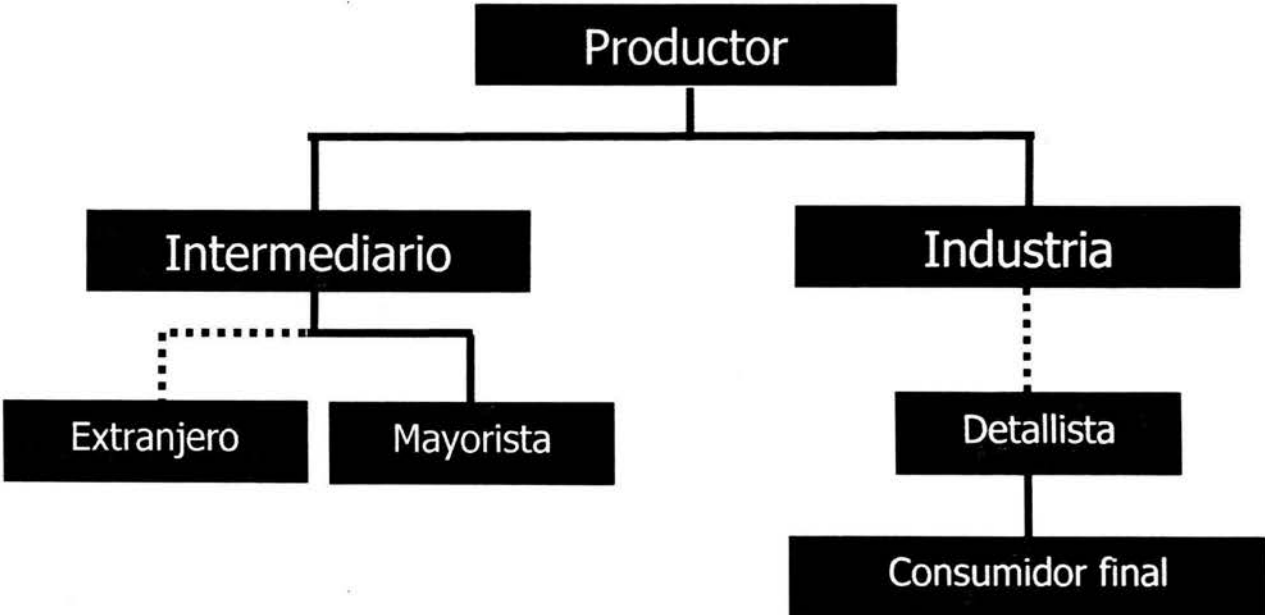 Productor
Intermediario
Industria
Extranjero
Mayorista
Detallista
Consumidor final